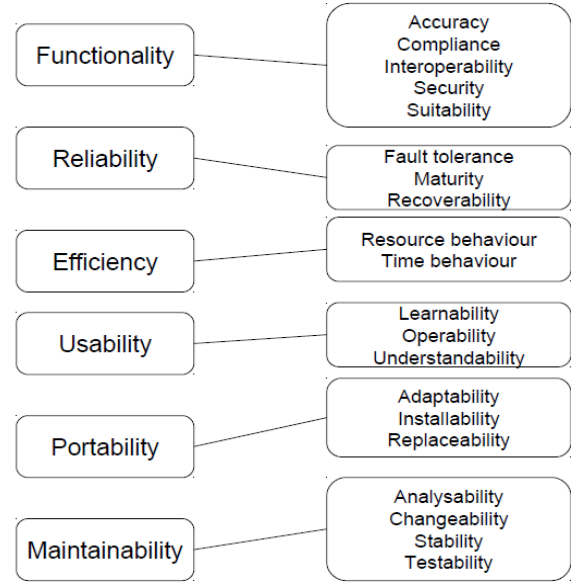 Functionality
Accuracy
Compliance
Interoperability
Security
Suitability
Reliability
Fault tolerance
Maturity
Recoverability
Efficiency
Resource behaviour
Time behaviour
Usability
Learnability
Operability
Understandability
Portability
Adaptability
Installability
Replaceability
Maintainability
Analysability
Changeability
Stability
Testability